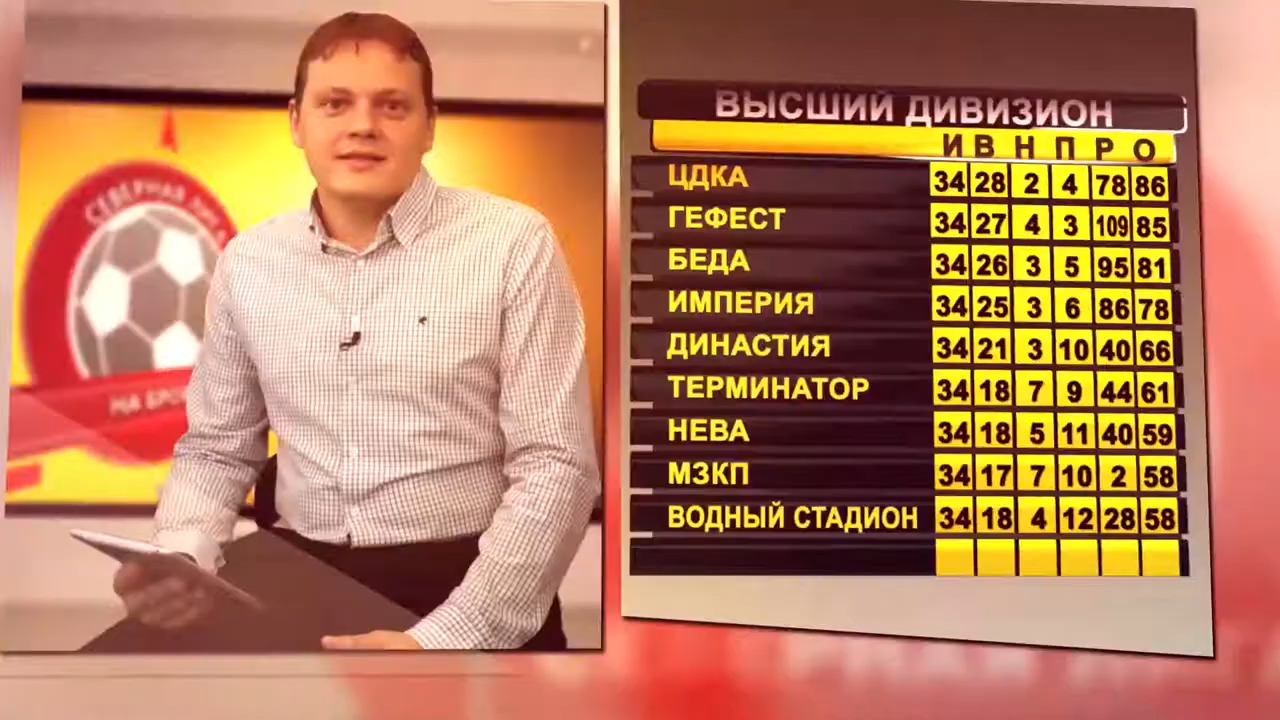 СЕВЕРНАЯ
ВЫСШИЙ ДИВИЗИОН
И В Н П Р О
ЦДКА 34 28 2 4 78 86
ГЕФЕСТ 34 27 4 3 109 85
БЕДА 34 26 3 5 95 81
ИМПЕРИЯ 34 25 3 6 86 78
ДИНАСТИЯ 34 21 3 10 40 66
ТЕРМИНАТОР 34 18 7 9 44 61
НЕВА 34 18 5 11 40 59
МЗКП 34 17 7 10 2 58
ВОДНЫЙ СТАДИОН 34 18 4 12 28 58